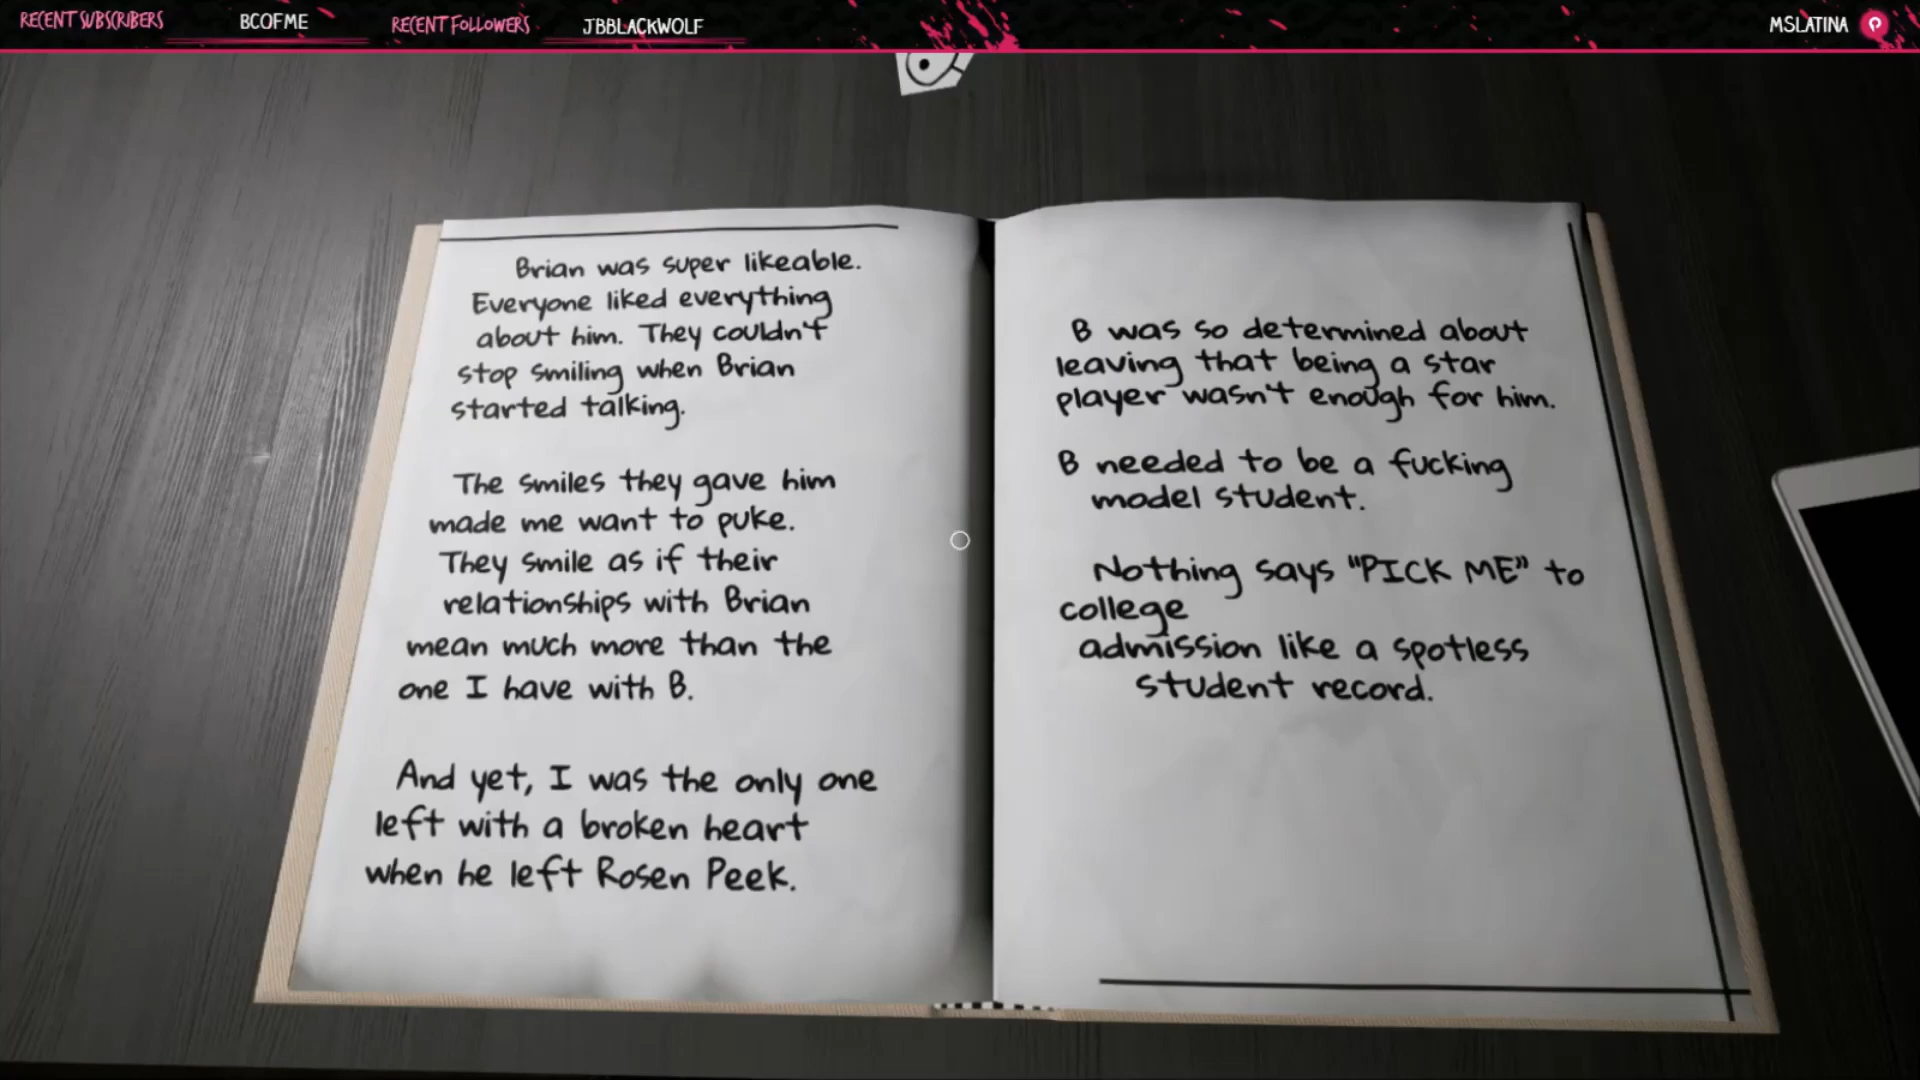 RECENT SUBSCRIBERS BCOFME RECENT FOLLOWERS JBBLACKWOLF MSLATINA
Brian was super likeable.
Everyone liked everything
about him. They couldn't
stop smiling when Brian
started talking.
The smiles they gave him
made me want to puke.
They smile as if their
relationships with Brian
mean much more than the
one I have with B.
And yet, I was the only one
left with a broken heart
when he left Rosen Peek.
B was so determined about
leaving that being a star
player wasn't enough for him.
B needed to be a fucking
model student.
Nothing says "PICK ME" to
college
admission like a spotless
student record.